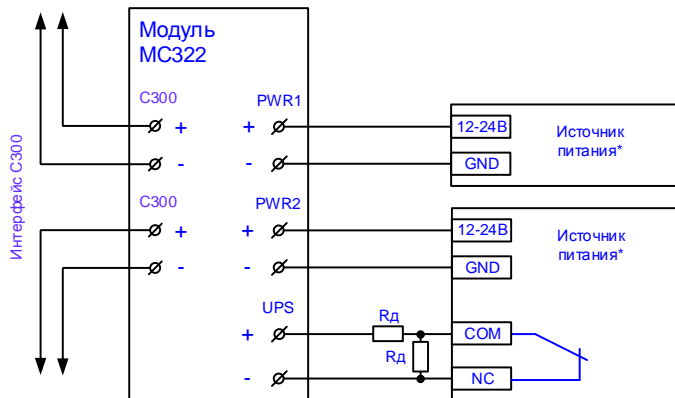 Модуль
МС322
С300
PWR1
+
+
12-24В
-
-
GND
Источник
питания*
Интерфейс С300
С300
PWR2
+
+
12-24В
-
-
GND
Источник
питания*
UPS
+
Rд
COM
Rд
-
NC